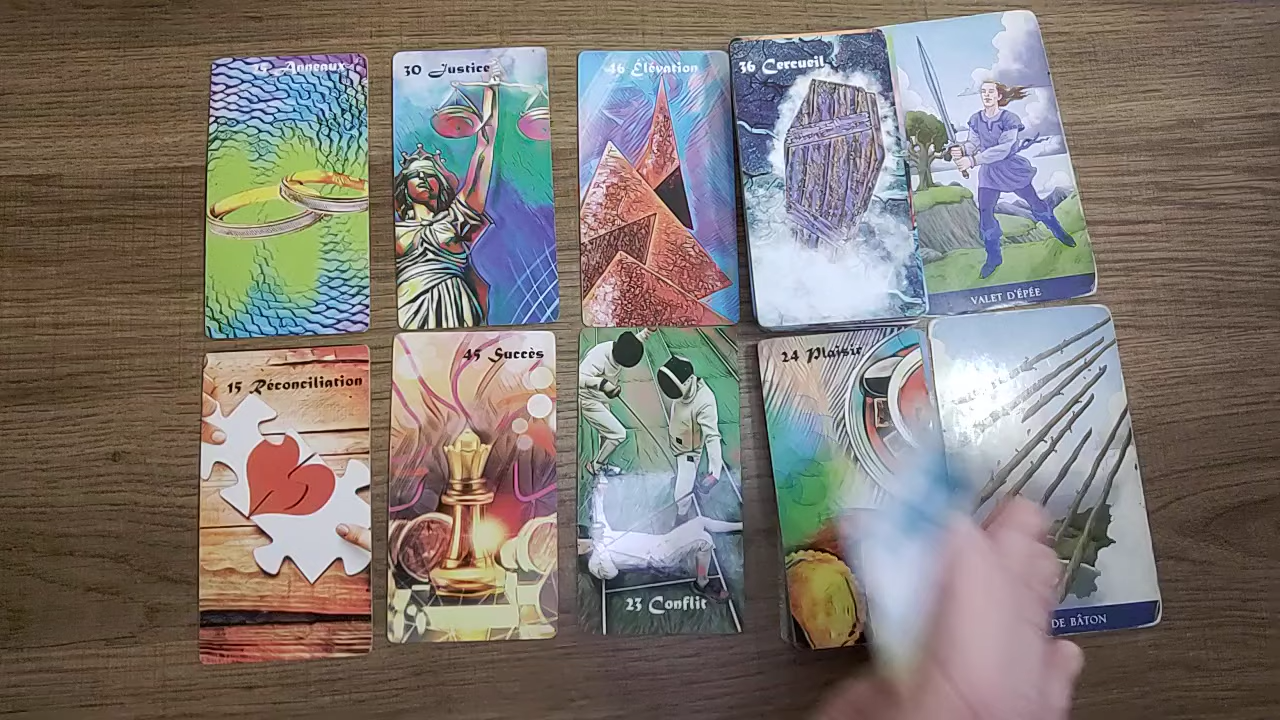 Anneaux
30 Justice
46 Élévation
36 Cercueil
VALET D'ÉPÉE
15 Réconciliation
45 Succès
23 Conflit
24 Plaisir
DE BÂTON